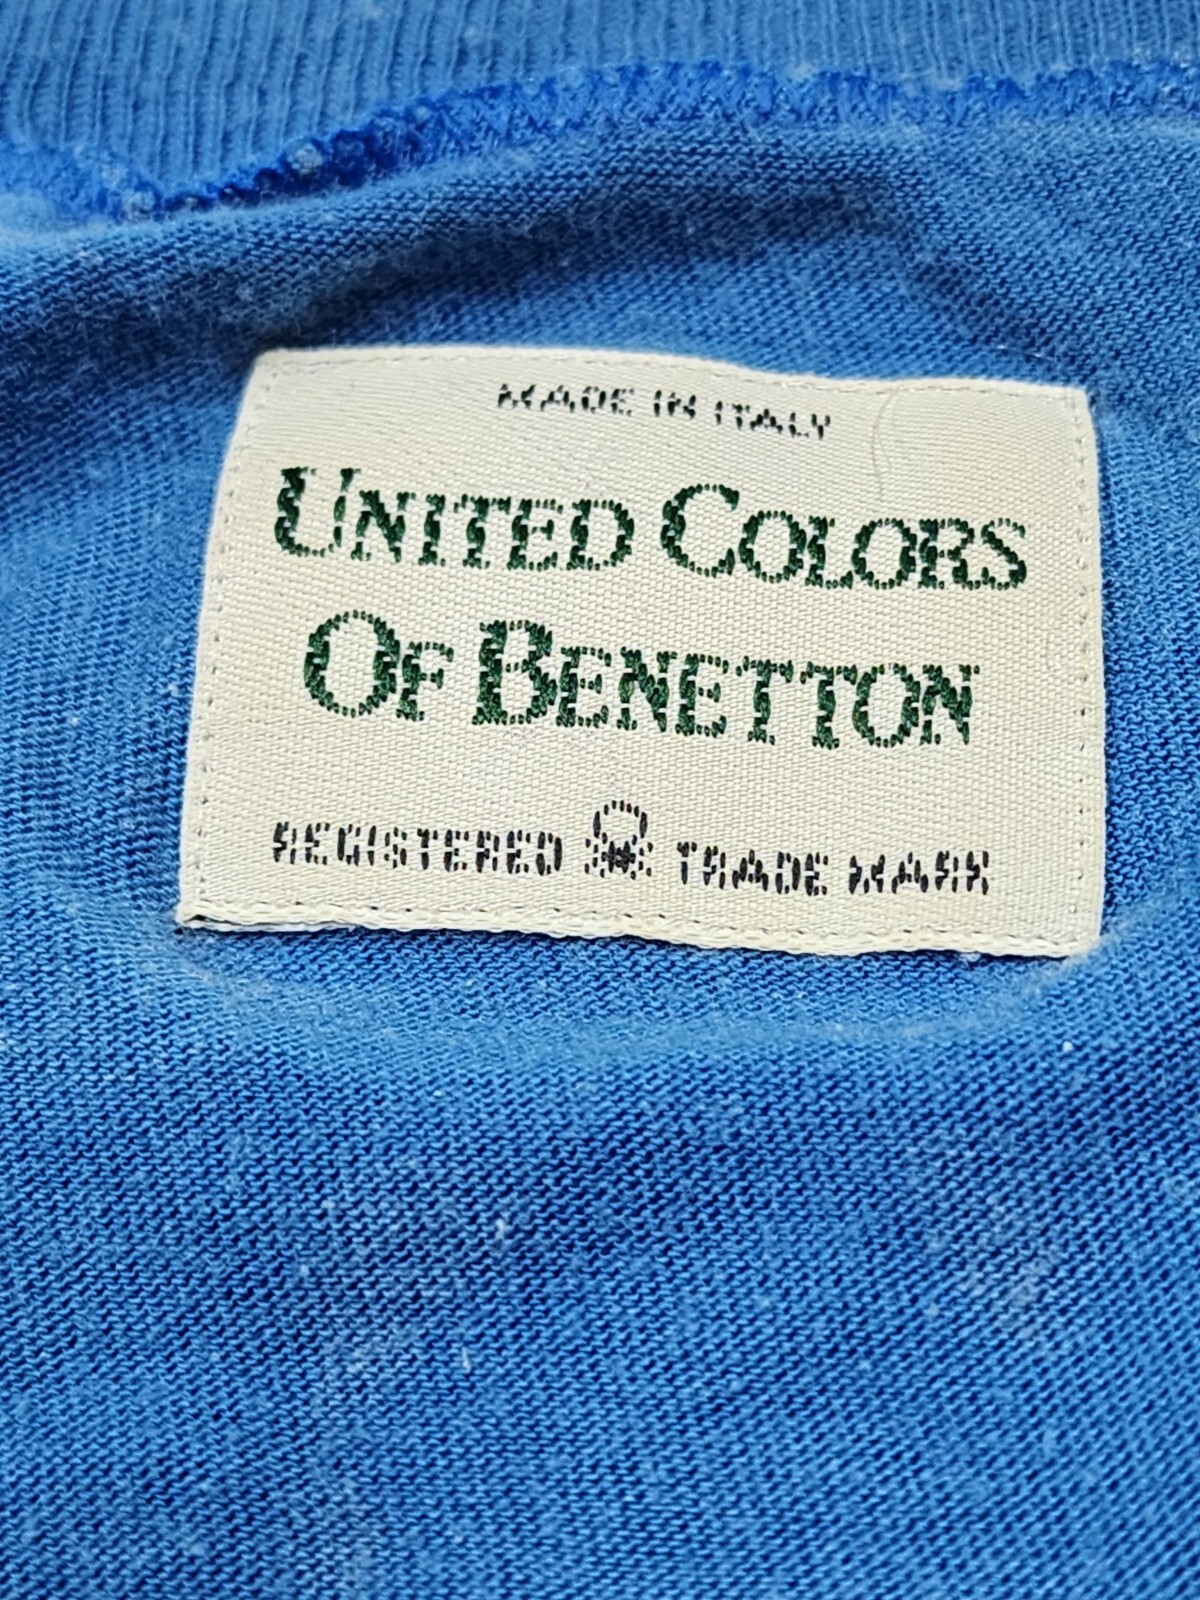 MADE IN ITALY
UNITED COLORS
OF BENETTON
REGISTERED TRADE MARK